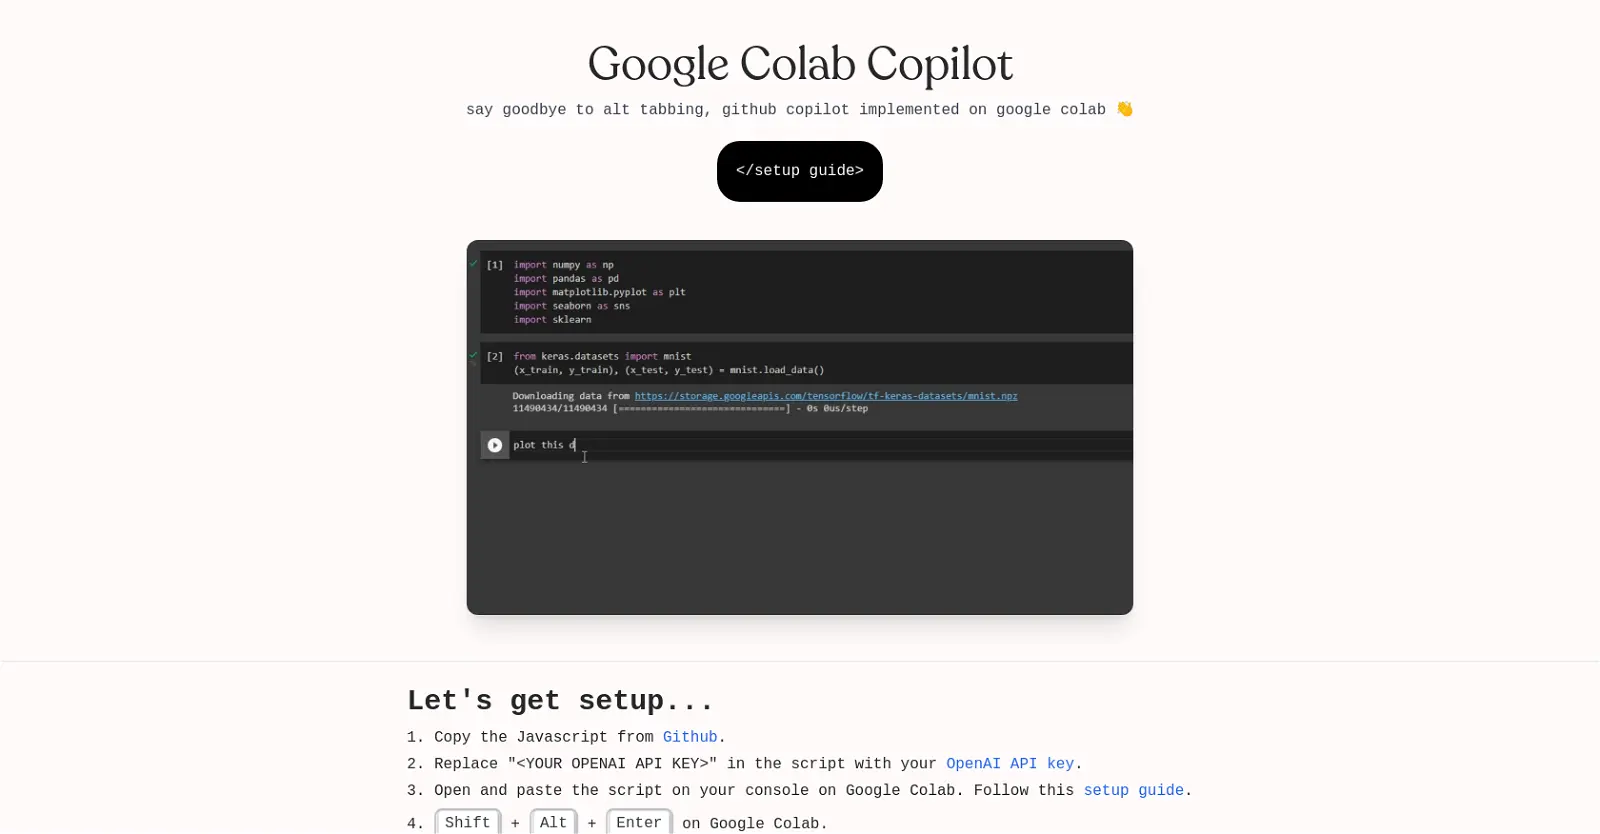 Google Colab Copilot
say goodbye to alt tabbing, github copilot implemented on google colab 👋
</setup guide>
[1] import numpy as np
import pandas as pd
import matplotlib.pyplot as plt
import seaborn as sns
import sklearn
[2] from keras.datasets import mnist
(x_train, y_train), (x_test, y_test) = mnist.load_data()
Downloading data from https://storage.googleapis.com/tensorflow/tf-keras-datasets/mnist.npz
11490434/11490434 [==============================] - 0s 0us/step
plot this d
Let's get setup...
1. Copy the Javascript from Github.
2. Replace "<YOUR OPENAI API KEY>" in the script with your OpenAI API key.
3. Open and paste the script on your console on Google Colab. Follow this setup guide.
4. Shift + Alt + Enter on Google Colab.